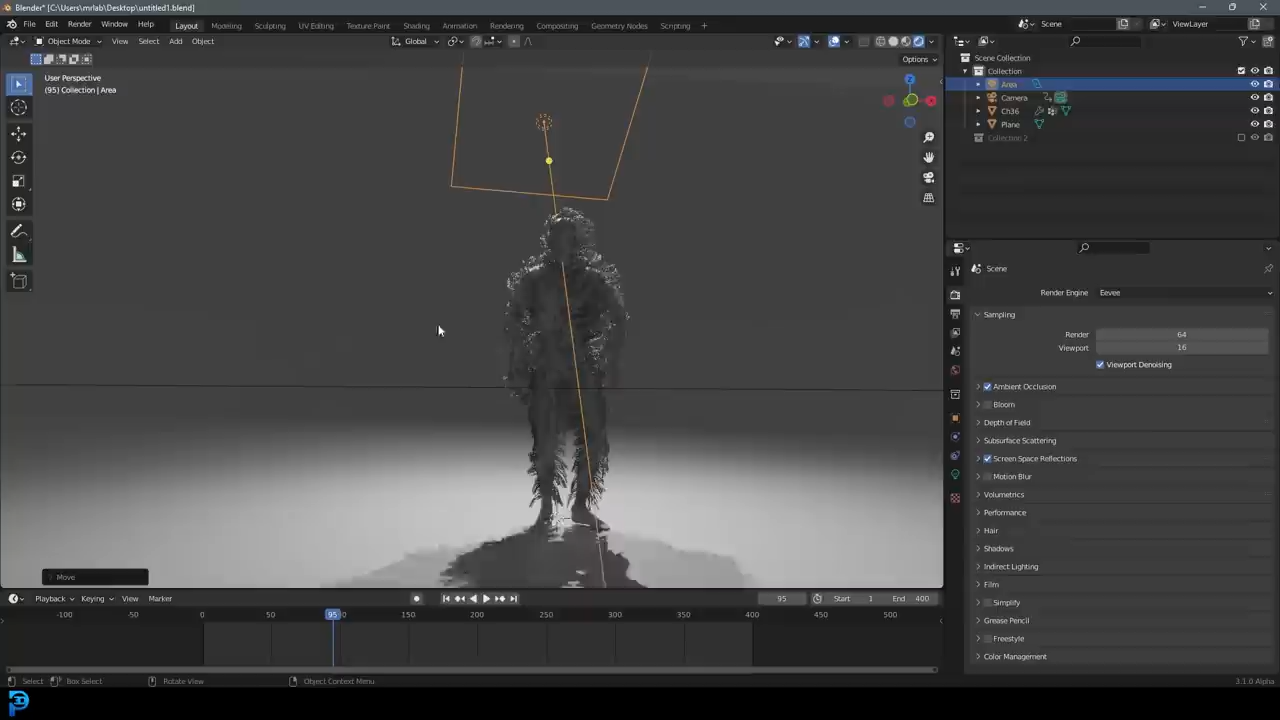 Blender* [C:\Users\mrlab\Desktop\untitled1.blend]
File Edit Render Window Help Layout Modeling Sculpting UV Editing Texture Paint Shading Animation Rendering Compositing Geometry Nodes Scripting + Scene ViewLayer
Object Mode View Select Add Object Global
Options
User Perspective
(95) Collection | Area
Z
Scene Collection
Collection
Area
Camera
Ch36
Plane
Collection 2
Scene
Render Engine Eevee
Sampling
Render 64
Viewport 16
Viewport Denoising
Ambient Occlusion
Bloom
Depth of Field
Subsurface Scattering
Screen Space Reflections
Motion Blur
Volumetrics
Performance
Hair
Shadows
Indirect Lighting
Film
Simplify
Grease Pencil
Freestyle
Color Management
Move
Playback Keying View Marker 95 Start 1 End 400
-100 -50 0 50 95 150 200 250 300 350 400 450 500
Select Box Select Rotate View Object Context Menu 3.1.0 Alpha